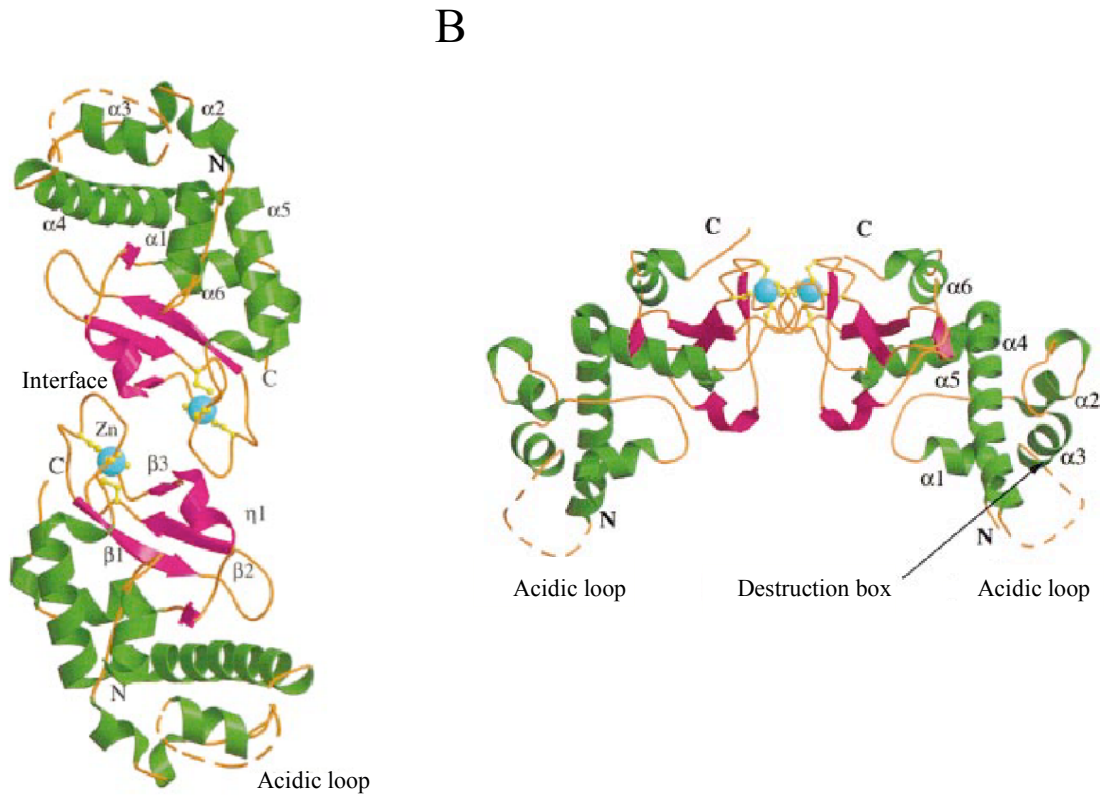 B
α3
α2
N
α4
α5
α1
α6
C
Interface
Zn
C
β3
η1
β1
β2
N
Acidic loop
C
C
α6
α4
α5
α2
α1
α3
N
N
Acidic loop
Destruction box
Acidic loop